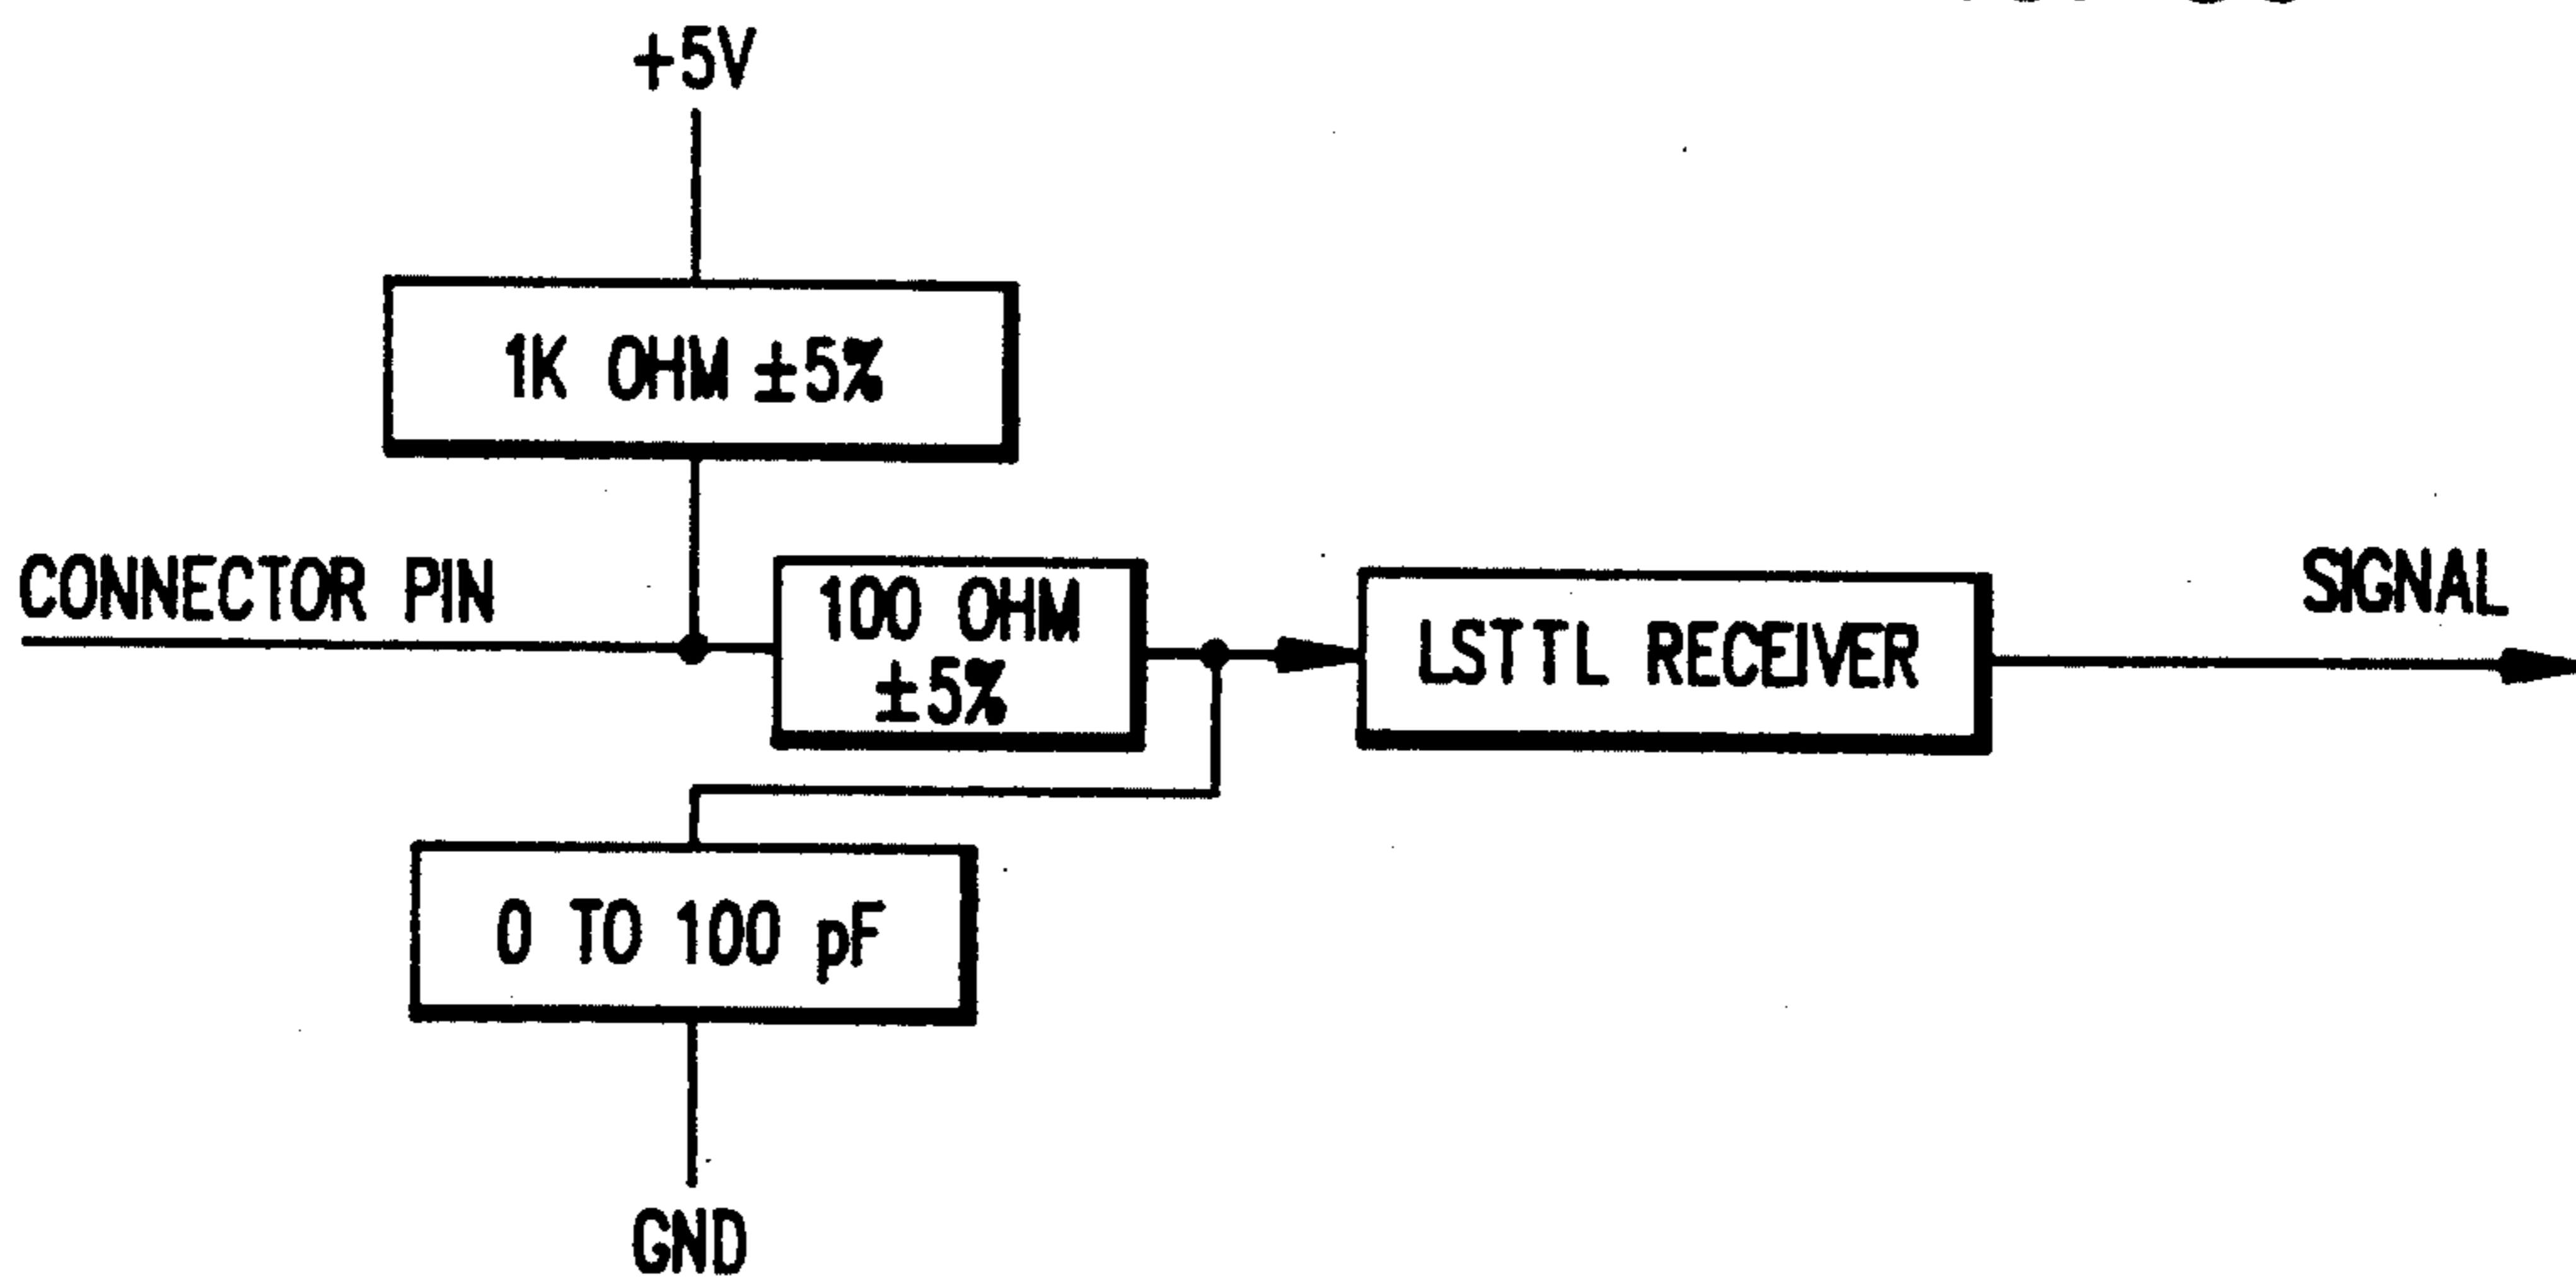 +5V
1K OHM ±5%
CONNECTOR PIN
100 OHM
±5%
LSTTL RECEIVER
SIGNAL
0 TO 100 pF
GND